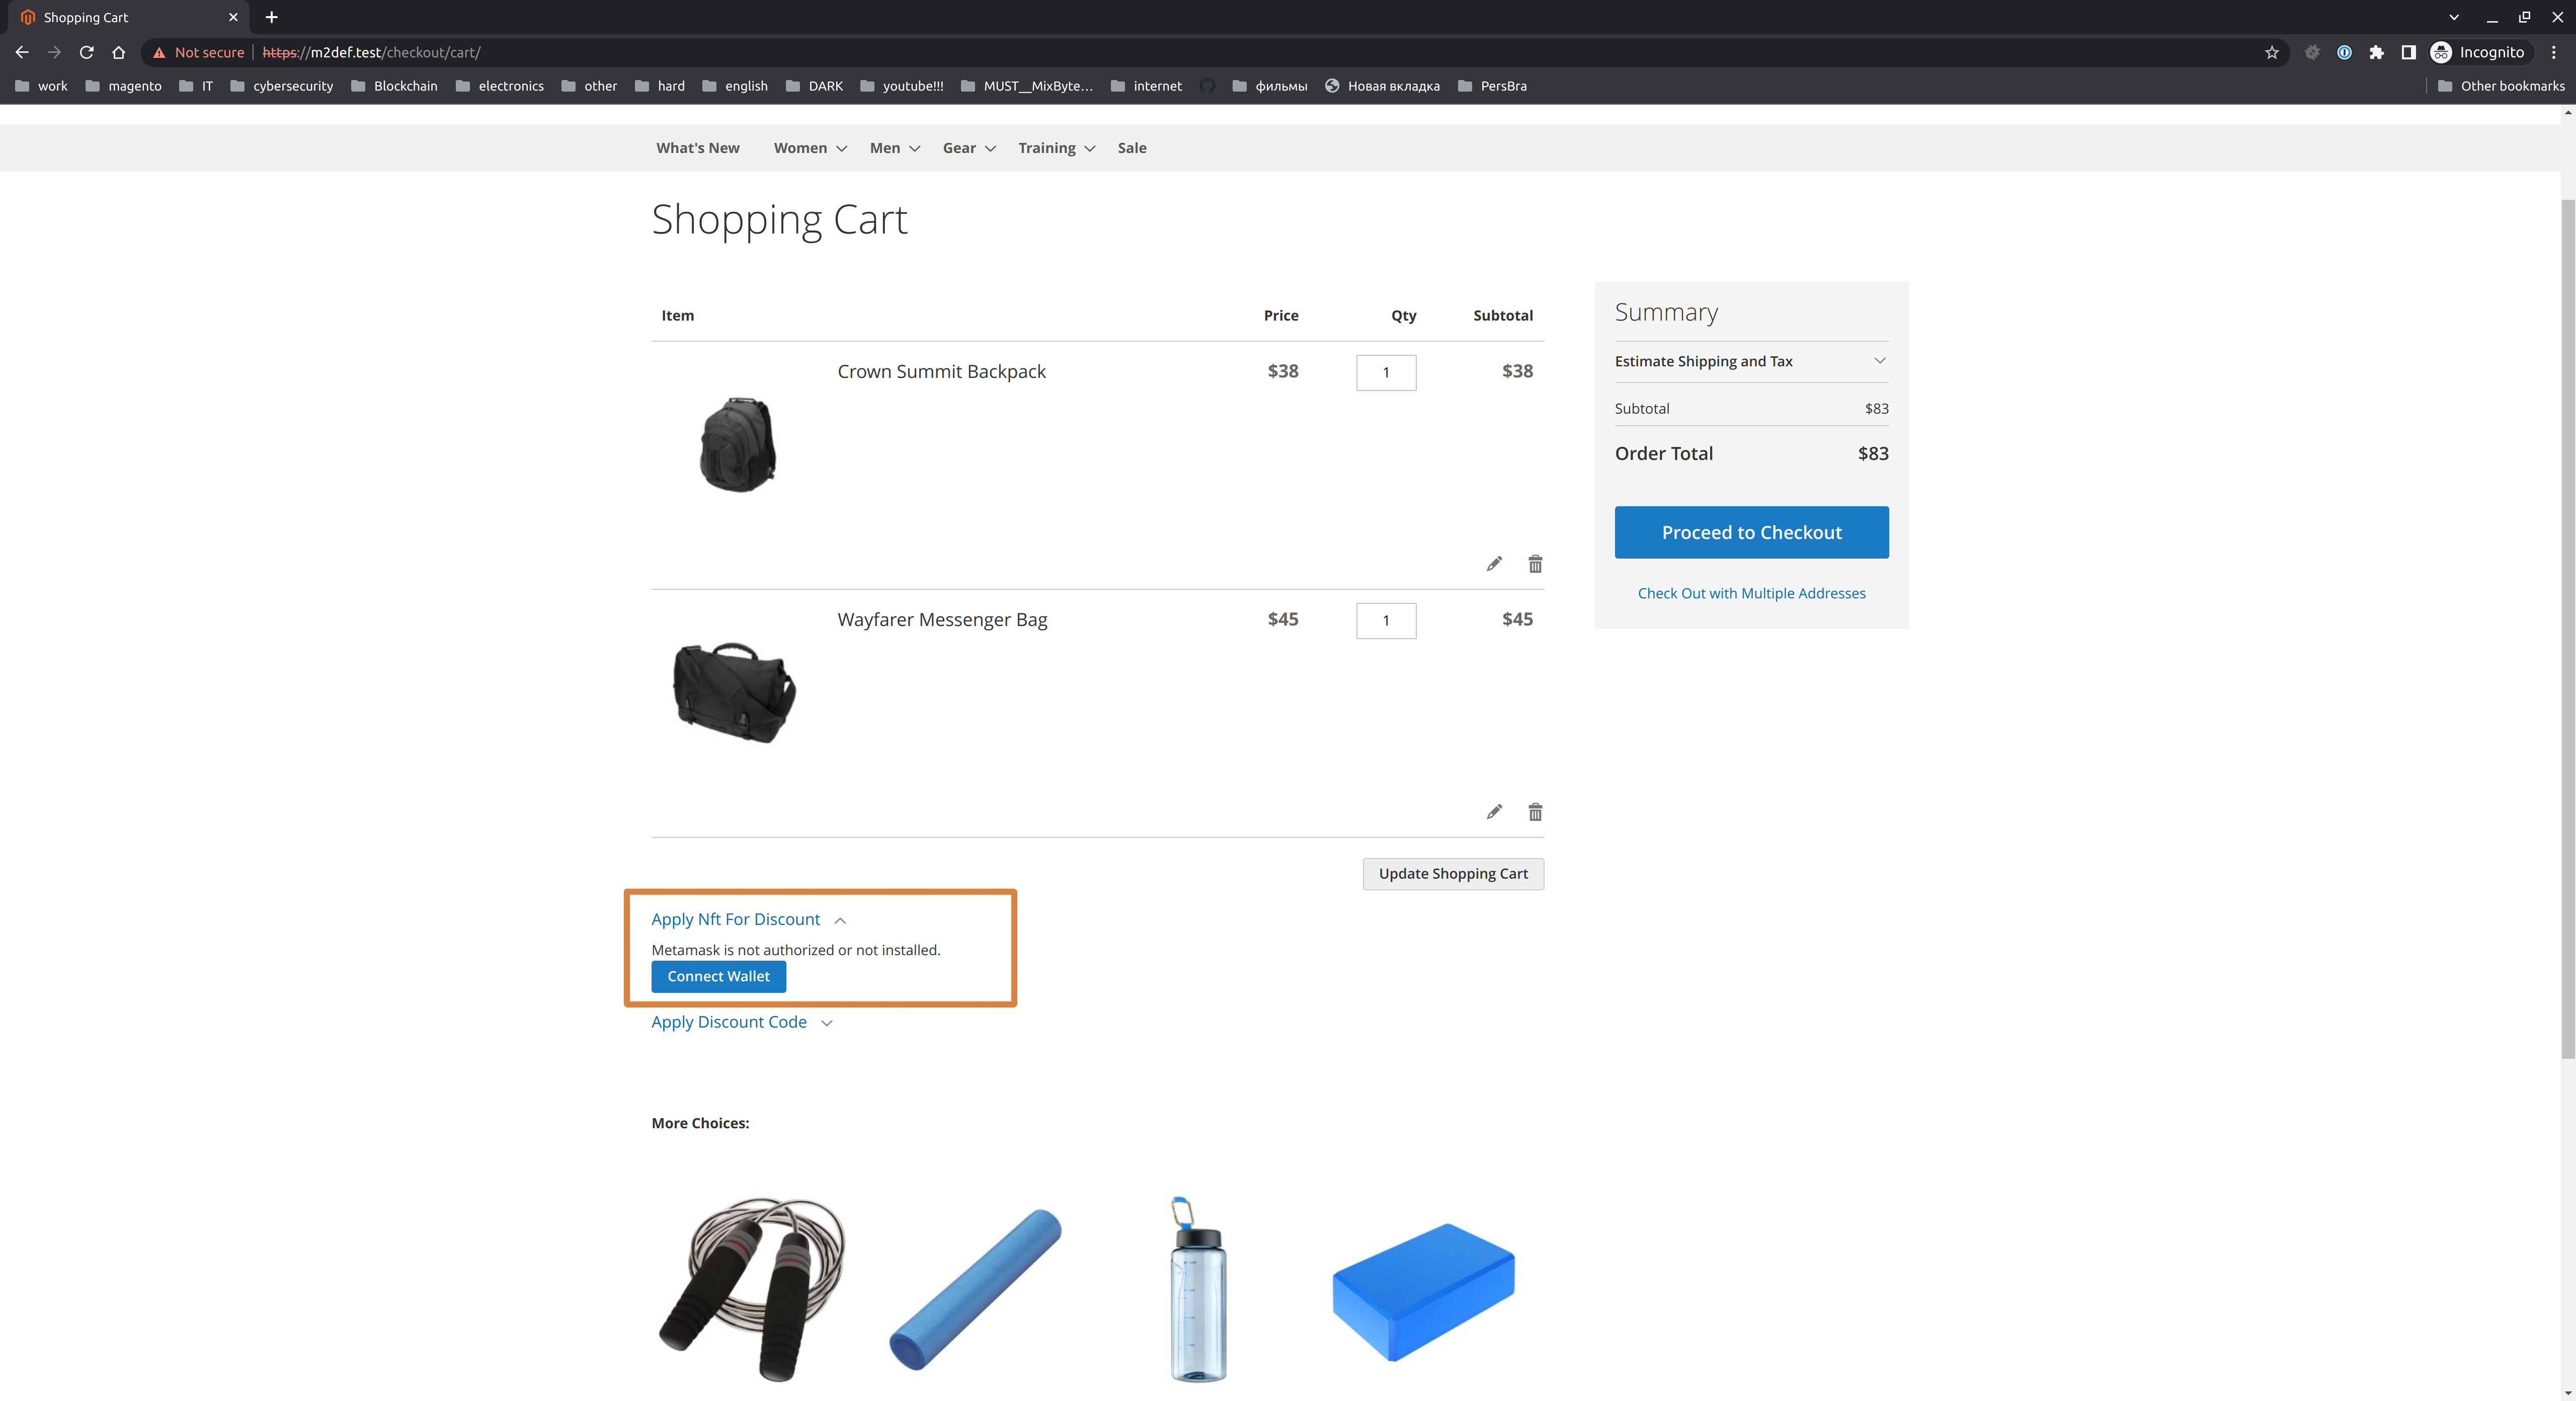 Shopping Cart
Not secure https://m2def.test/checkout/cart/ Incognito
work magento IT cybersecurity Blockchain electronics other hard english DARK youtube!!! MUST__MixByte... internet фильмы Новая вкладка PersBra Other bookmarks
What's New Women Men Gear Training Sale
Shopping Cart
Item Price Qty Subtotal
Crown Summit Backpack $38 1 $38
Wayfarer Messenger Bag $45 1 $45
Update Shopping Cart
Summary
Estimate Shipping and Tax
Subtotal $83
Order Total $83
Proceed to Checkout
Check Out with Multiple Addresses
Apply Nft For Discount
Metamask is not authorized or not installed.
Connect Wallet
Apply Discount Code
More Choices: